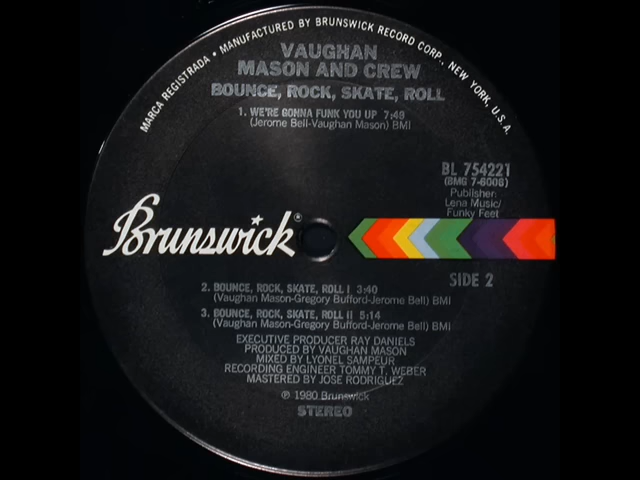 MARCA REGISTRADA • MANUFACTURED BY BRUNSWICK RECORD CORP., NEW YORK, U.S.A.
VAUGHAN
MASON AND CREW
BOUNCE, ROCK, SKATE, ROLL
1. WE'RE GONNA FUNK YOU UP 7:48
(Jerome Bell-Vaughan Mason) BMI
BL 754221
(BMG 7-6006)
Publisher:
Lena Music/
Funky Feet
Brunswick®
SIDE 2
2. BOUNCE, ROCK, SKATE, ROLL I 3:40
(Vaughan Mason-Gregory Bufford-Jerome Bell) BMI
3. BOUNCE, ROCK, SKATE, ROLL II 5:14
(Vaughan Mason-Gregory Bufford-Jerome Bell) BMI
EXECUTIVE PRODUCER RAY DANIELS
PRODUCED BY VAUGHAN MASON
MIXED BY LYONEL SAMPEUR
RECORDING ENGINEER TOMMY T. WEBER
MASTERED BY JOSE RODRIGUEZ
℗ 1980 Brunswick
STEREO